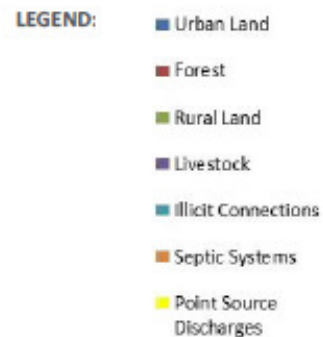 LEGEND:
Urban Land
Forest
Rural Land
Livestock
Illicit Connections
Septic Systems
Point Source
Discharges